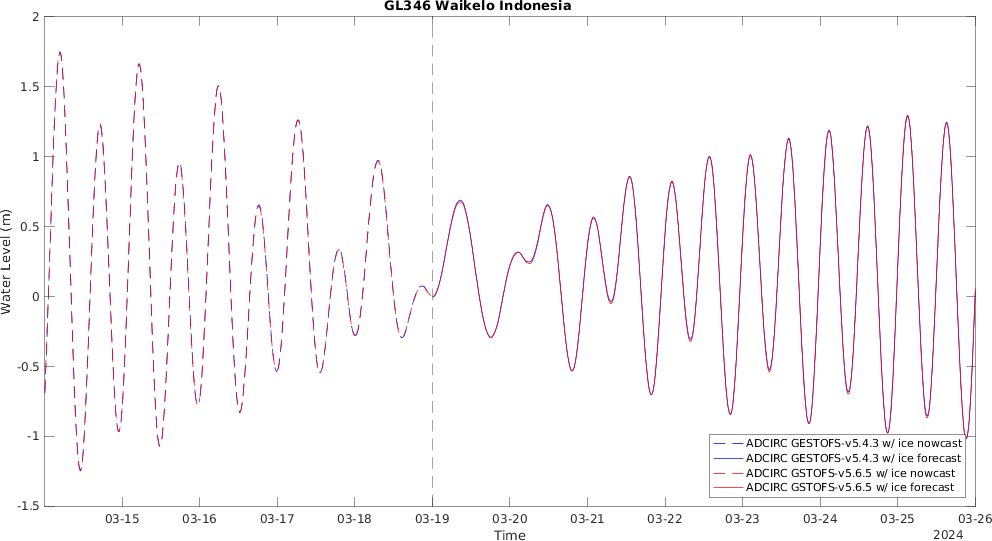 GL346 Waikelo Indonesia
2
1.5
1
0.5
0
-0.5
-1
-1.5
Water Level (m)
03-15 03-16 03-17 03-18 03-19 03-20 03-21 03-22 03-23 03-24 03-25 03-26
Time
2024
ADCIRC GESTOFS-v5.4.3 w/ ice nowcast
ADCIRC GESTOFS-v5.4.3 w/ ice forecast
ADCIRC GSTOFS-v5.6.5 w/ ice nowcast
ADCIRC GSTOFS-v5.6.5 w/ ice forecast